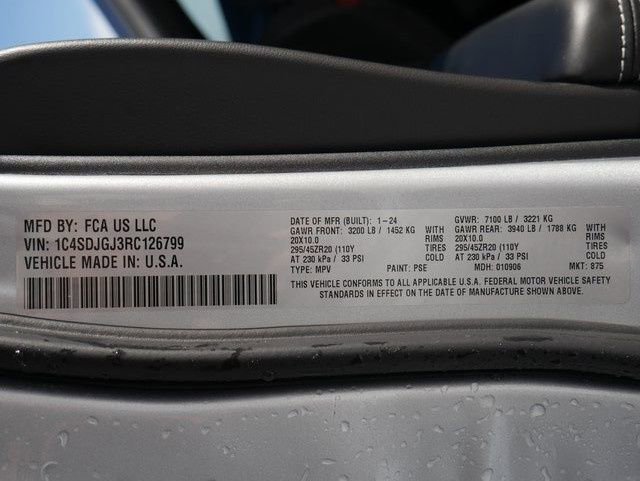 MFD BY: FCA US LLC
VIN: 1C4SDJGJ3RC126799
VEHICLE MADE IN: U.S.A.
DATE OF MFR (BUILT): 1-24
GAWR FRONT: 3200 LB / 1452 KG WITH
20X10.0 RIMS
295/45ZR20 (110Y TIRES
AT 230 kPa / 33 PSI COLD
TYPE: MPV PAINT: PSE
GVWR: 7100 LB / 3221 KG
GAWR REAR: 3940 LB / 1788 KG WITH
20X10.0 RIMS
295/45ZR20 (110Y TIRES
AT 230 kPa / 33 PSI COLD
MDH: 010906 MKT: 875
THIS VEHICLE CONFORMS TO ALL APPLICABLE U.S.A. FEDERAL MOTOR VEHICLE SAFETY
STANDARDS IN EFFECT ON THE DATE OF MANUFACTURE SHOWN ABOVE.